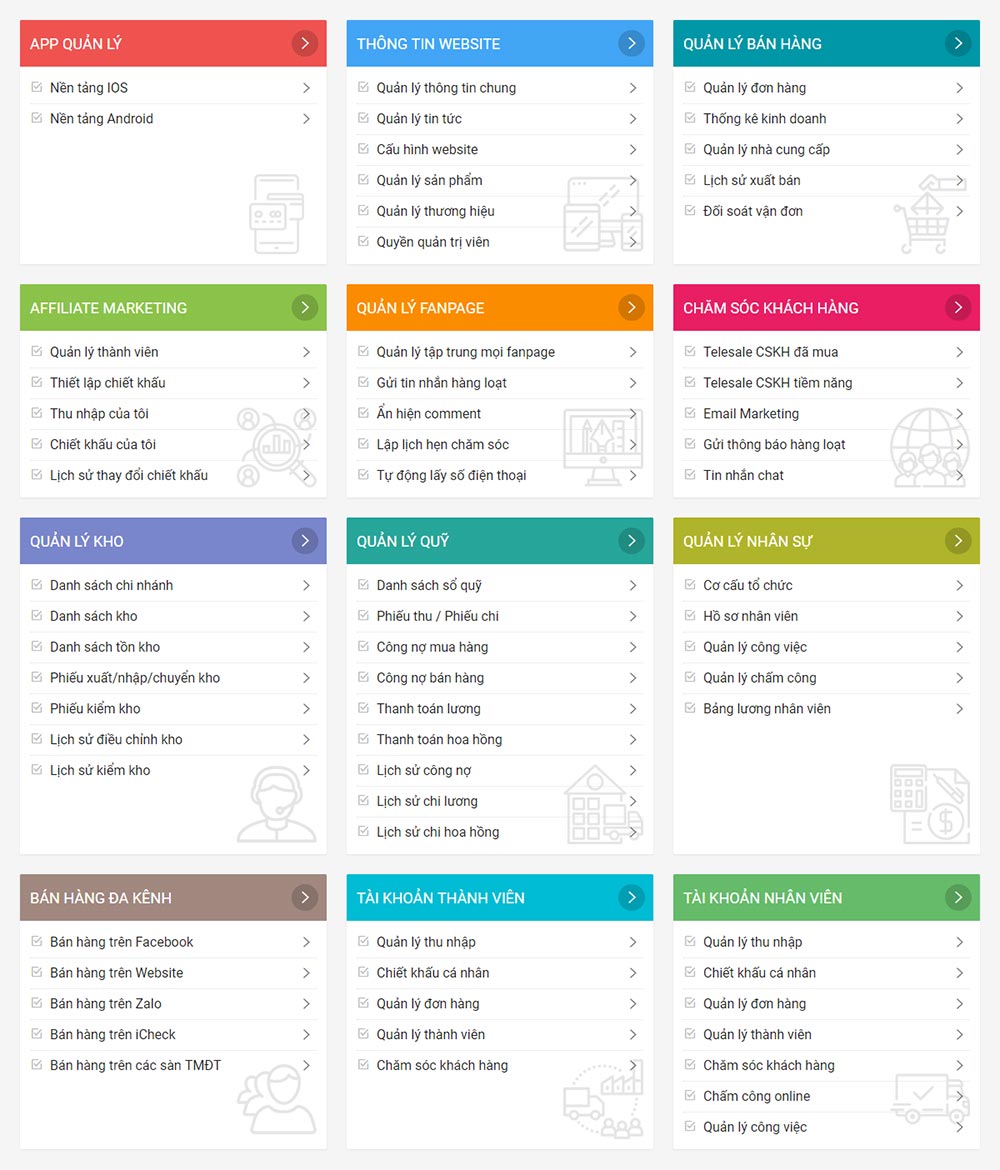 APP QUẢN LÝ
Nền tảng IOS
Nền tảng Android
THÔNG TIN WEBSITE
Quản lý thông tin chung
Quản lý tin tức
Cấu hình website
Quản lý sản phẩm
Quản lý thương hiệu
Quyền quản trị viên
QUẢN LÝ BÁN HÀNG
Quản lý đơn hàng
Thống kê kinh doanh
Quản lý nhà cung cấp
Lịch sử xuất bán
Đối soát vận đơn
AFFILIATE MARKETING
Quản lý thành viên
Thiết lập chiết khấu
Thu nhập của tôi
Chiết khấu của tôi
Lịch sử thay đổi chiết khấu
QUẢN LÝ FANPAGE
Quản lý tập trung mọi fanpage
Gửi tin nhắn hàng loạt
Ẩn hiện comment
Lập lịch hẹn chăm sóc
Tự động lấy số điện thoại
CHĂM SÓC KHÁCH HÀNG
Telesale CSKH đã mua
Telesale CSKH tiềm năng
Email Marketing
Gửi thông báo hàng loạt
Tin nhắn chat
QUẢN LÝ KHO
Danh sách chi nhánh
Danh sách kho
Danh sách tồn kho
Phiếu xuất/nhập/chuyển kho
Phiếu kiểm kho
Lịch sử điều chỉnh kho
Lịch sử kiểm kho
QUẢN LÝ QUỸ
Danh sách sổ quỹ
Phiếu thu / Phiếu chi
Công nợ mua hàng
Công nợ bán hàng
Thanh toán lương
Thanh toán hoa hồng
Lịch sử công nợ
Lịch sử chi lương
Lịch sử chi hoa hồng
QUẢN LÝ NHÂN SỰ
Cơ cấu tổ chức
Hồ sơ nhân viên
Quản lý công việc
Quản lý chấm công
Bảng lương nhân viên
BÁN HÀNG ĐA KÊNH
Bán hàng trên Facebook
Bán hàng trên Website
Bán hàng trên Zalo
Bán hàng trên iCheck
Bán hàng trên các sàn TMĐT
TÀI KHOẢN THÀNH VIÊN
Quản lý thu nhập
Chiết khấu cá nhân
Quản lý đơn hàng
Quản lý thành viên
Chăm sóc khách hàng
TÀI KHOẢN NHÂN VIÊN
Quản lý thu nhập
Chiết khấu cá nhân
Quản lý đơn hàng
Quản lý thành viên
Chăm sóc khách hàng
Chấm công online
Quản lý công việc